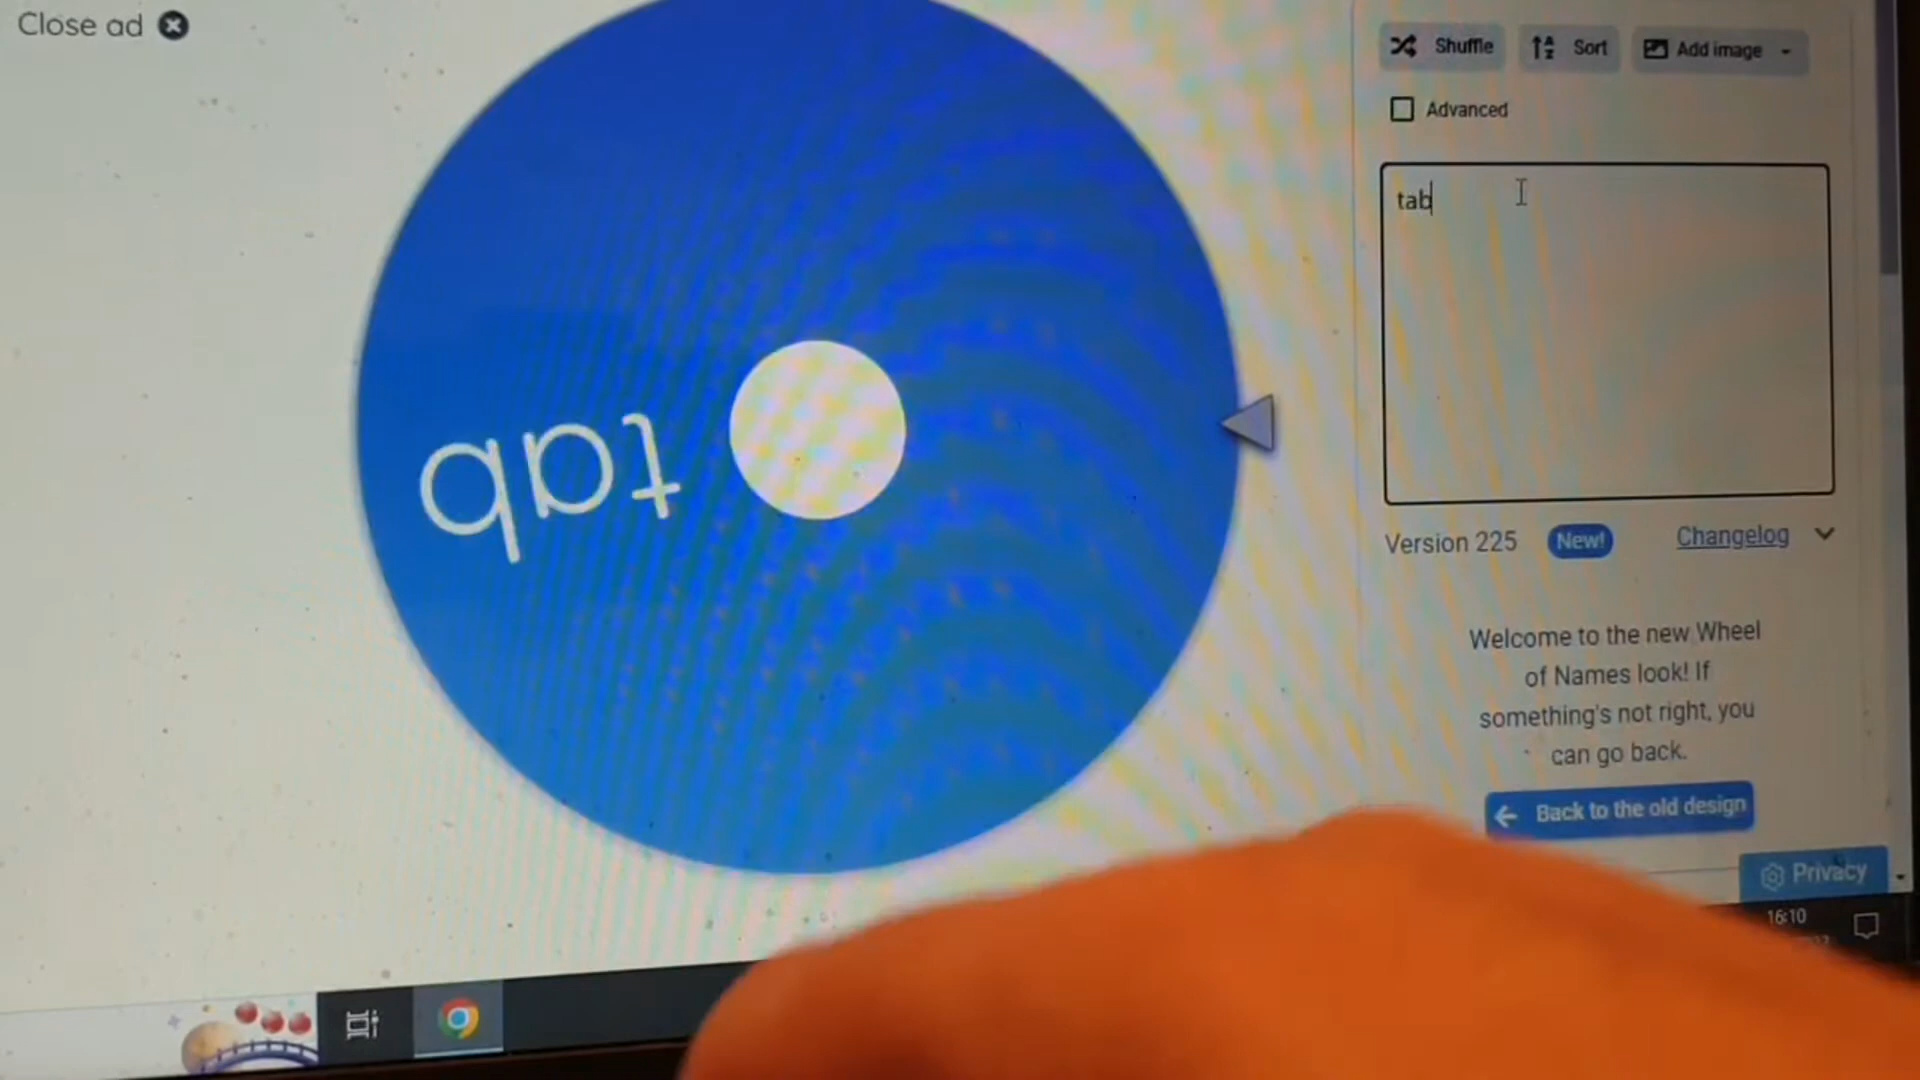 Close ad
Shuffle
Sort
Add image
Advanced
tab
tab
Version 225
New!
Changelog
Welcome to the new Wheel
of Names look! If
something's not right, you
can go back.
Back to the old design
Privacy
16:10